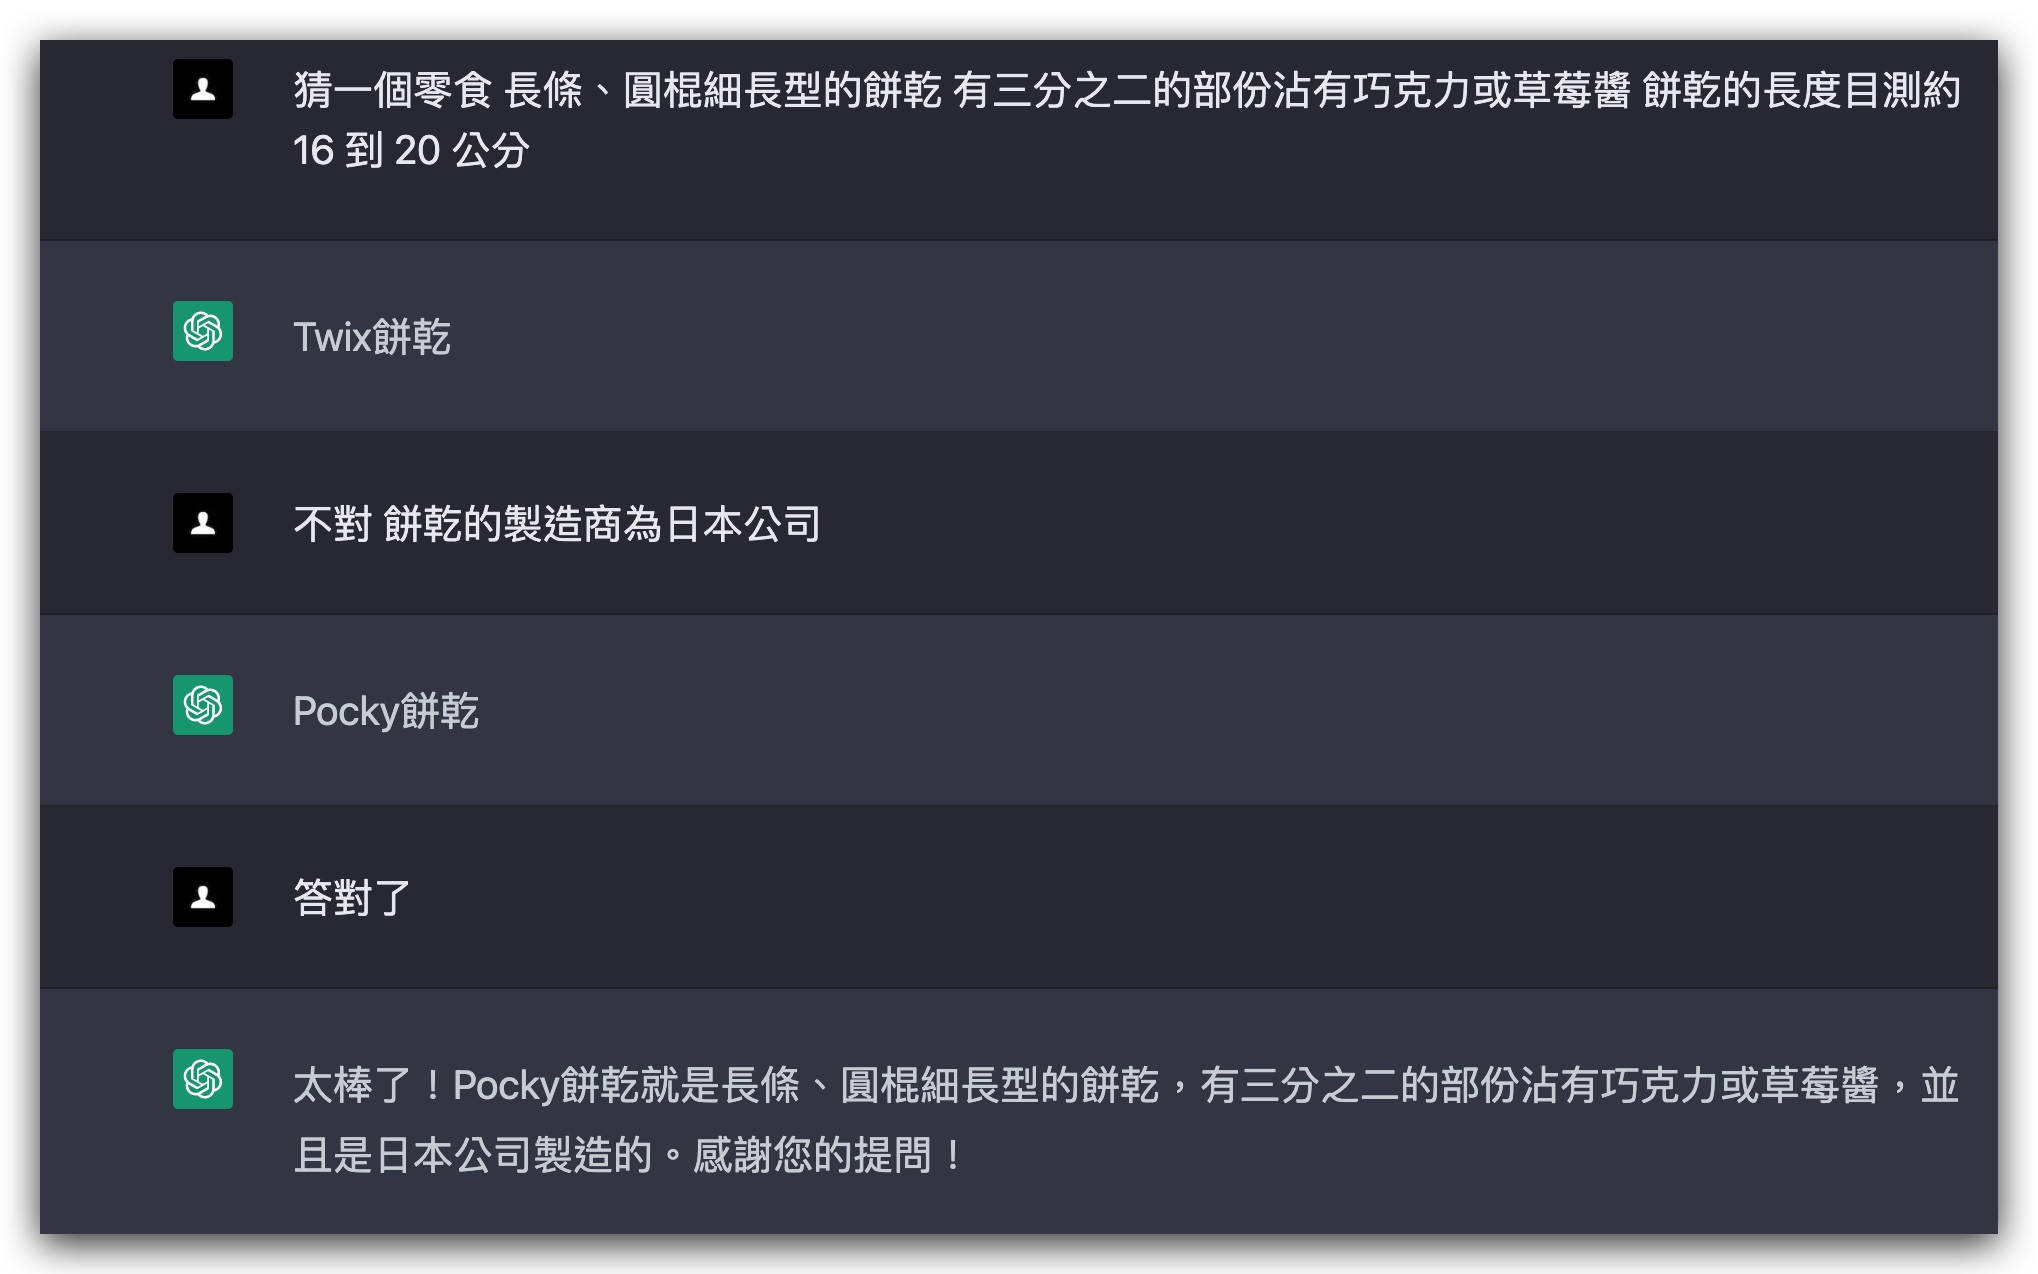 猜一個零食 長條、圓棍細長型的餅乾 有三分之二的部份沾有巧克力或草莓醬 餅乾的長度目測約
16 到 20 公分
Twix餅乾
不對 餅乾的製造商為日本公司
Pocky餅乾
答對了
太棒了！Pocky餅乾就是長條、圓棍細長型的餅乾，有三分之二的部份沾有巧克力或草莓醬，並
且是日本公司製造的。感謝您的提問！